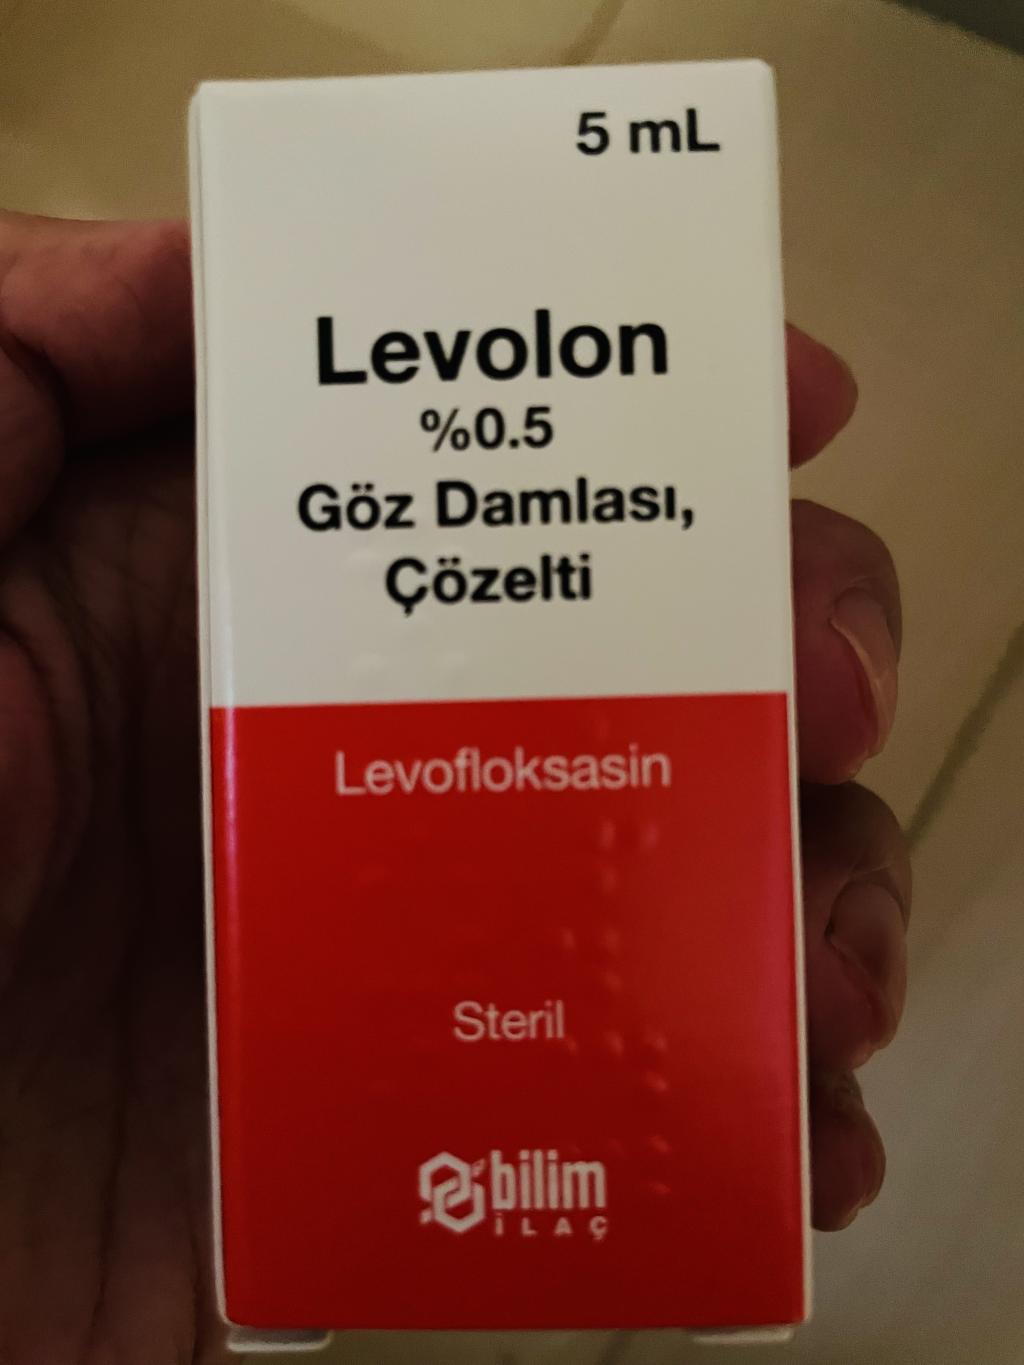 5 mL
Levolon
%0.5
Göz Damlası,
Çözelti
Levofloksasin
Steril
bilim
İLAÇ